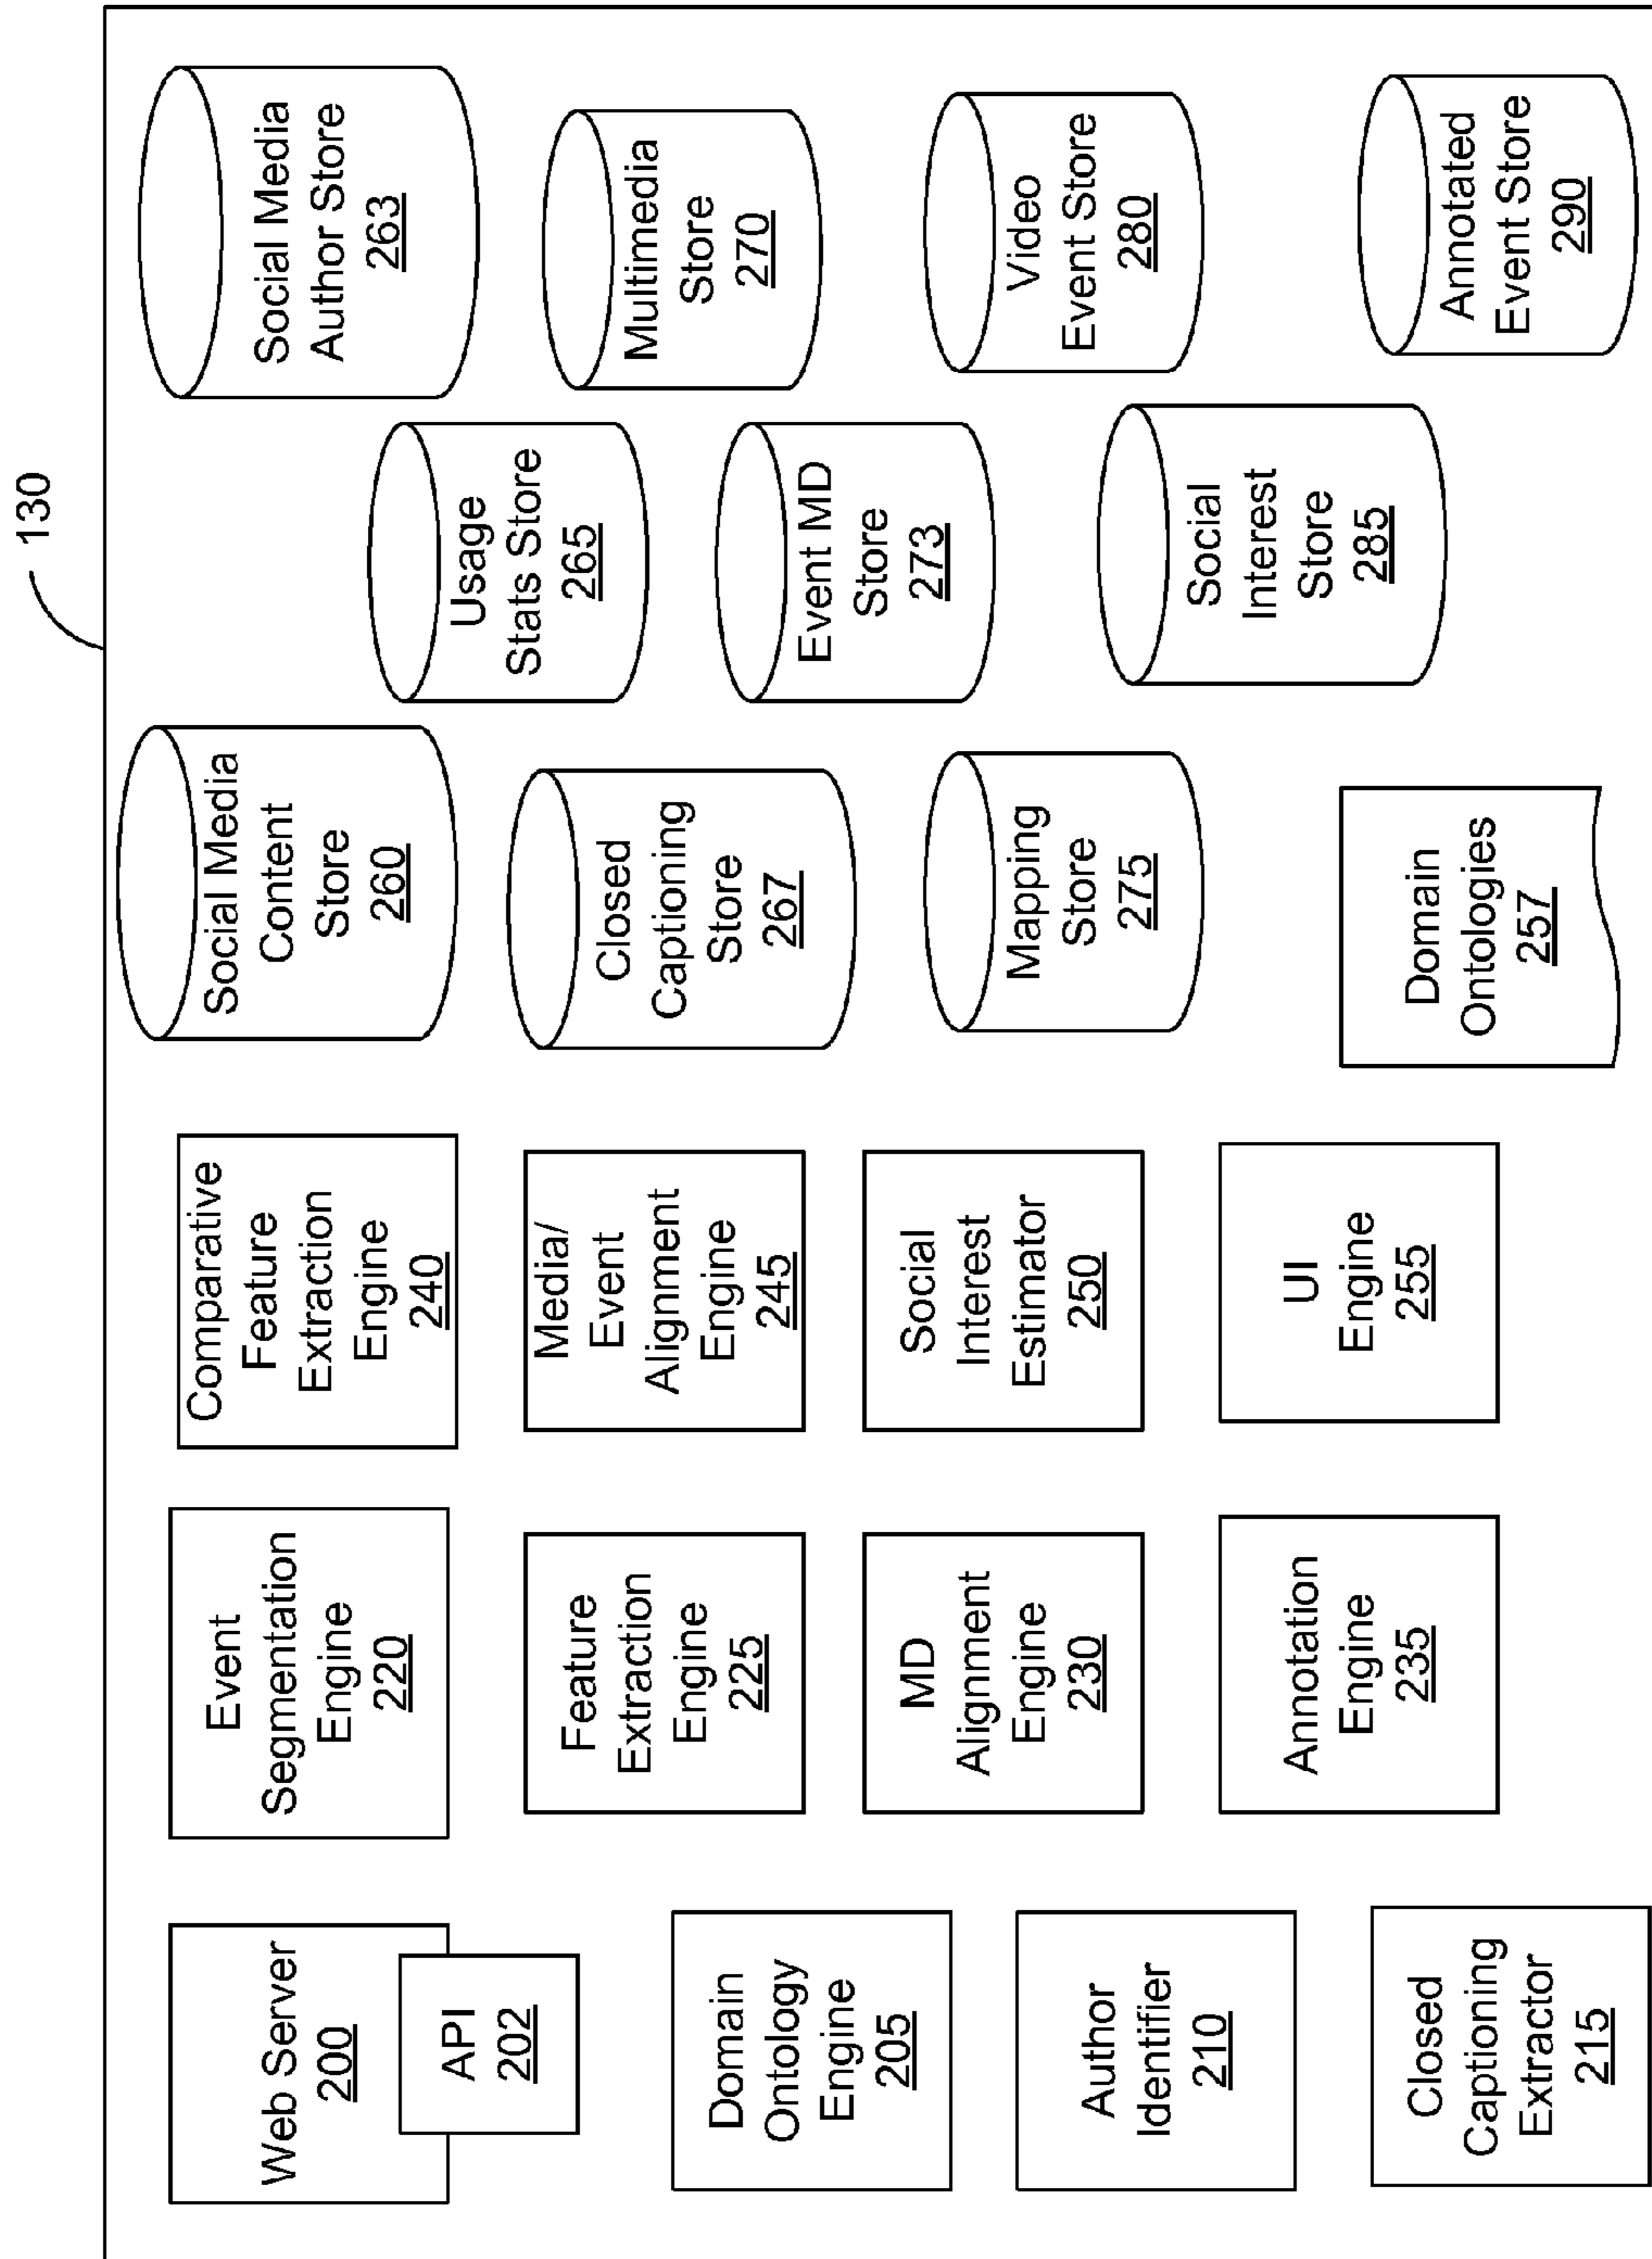 130
Web Server
200
API
202
Domain
Ontology
Engine
205
Author
Identifier
210
Closed
Captioning
Extractor
215
Event
Segmentation
Engine
220
Feature
Extraction
Engine
225
MD
Alignment
Engine
230
Annotation
Engine
235
Comparative
Feature
Extraction
Engine
240
Media/
Event
Alignment
Engine
245
Social
Interest
Estimator
250
UI
Engine
255
Social Media
Content
Store
260
Closed
Captioning
Store
267
Mapping
Store
275
Domain
Ontologies
257
Usage
Stats Store
265
Event MD
Store
273
Social
Interest
Store
285
Social Media
Author Store
263
Multimedia
Store
270
Video
Event Store
280
Annotated
Event Store
290